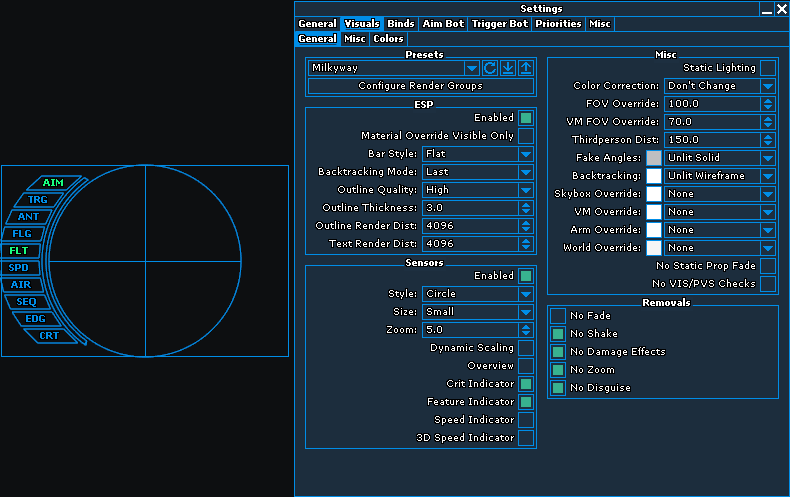 Settings
General Visuals Binds Aim Bot Trigger Bot Priorities Misc
General Misc Colors
Presets
Milkyway
Configure Render Groups
ESP
Enabled
Material Override Visible Only
Bar Style: Flat
Backtracking Mode: Last
Outline Quality: High
Outline Thickness: 3.0
Outline Render Dist: 4096
Text Render Dist: 4096
Sensors
Enabled
Style: Circle
Size: Small
Zoom: 5.0
Dynamic Scaling
Overview
Crit Indicator
Feature Indicator
Speed Indicator
3D Speed Indicator
Misc
Static Lighting
Color Correction: Don't Change
FOV Override: 100.0
VM FOV Override: 70.0
Thirdperson Dist: 150.0
Fake Angles: Unlit Solid
Backtracking: Unlit Wireframe
Skybox Override: None
VM Override: None
Arm Override: None
World Override: None
No Static Prop Fade
No VIS/PVS Checks
Removals
No Fade
No Shake
No Damage Effects
No Zoom
No Disguise
AIM
TRG
ANT
FLG
FLT
SPD
AIR
SEQ
EDG
CRT